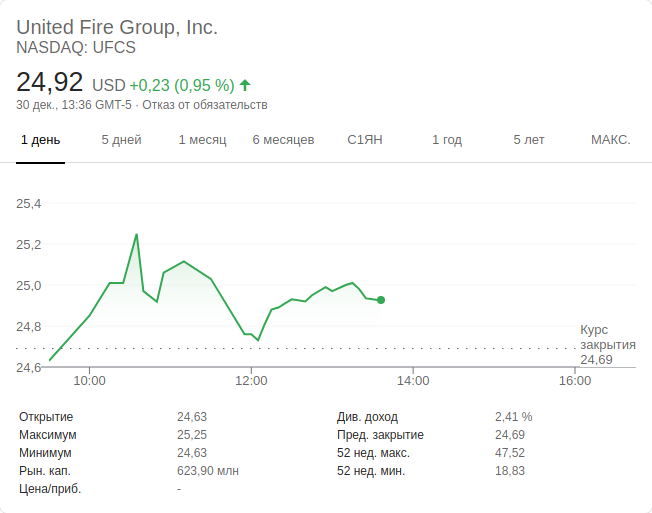 United Fire Group, Inc.
NASDAQ: UFCS
24,92 USD +0,23 (0,95 %)
30 дек., 13:36 GMT-5 · Отказ от обязательств
1 день 5 дней 1 месяц 6 месяцев С1ЯН 1 год 5 лет МАКС.
25,4
25,2
25,0
24,8
24,6
Курс
закрытия
24,69
10:00 12:00 14:00 16:00
Открытие 24,63 Див. доход 2,41 %
Максимум 25,25 Пред. закрытие 24,69
Минимум 24,63 52 нед. макс. 47,52
Рын. кап. 623,90 млн 52 нед. мин. 18,83
Цена/приб. -